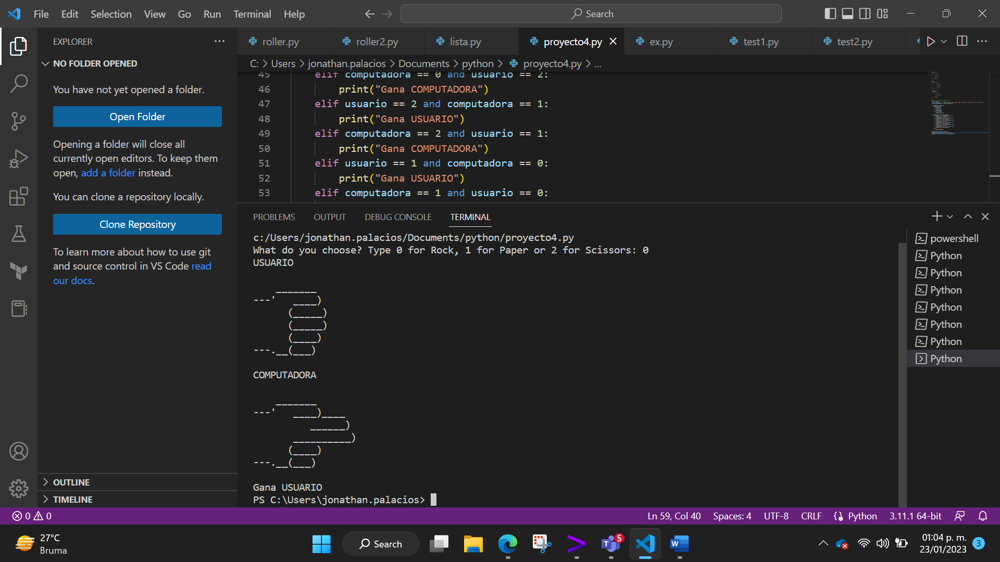 File Edit Selection View Go Run Terminal Help
Search
EXPLORER
roller.py
roller2.py
lista.py
proyecto4.py
ex.py
test1.py
test2.py
NO FOLDER OPENED
C: > Users > jonathan.palacios > Documents > python > proyecto4.py > ...
You have not yet opened a folder.
Open Folder
Opening a folder will close all
currently open editors. To keep them
open, add a folder instead.
You can clone a repository locally.
Clone Repository
To learn more about how to use git
and source control in VS Code read
our docs.
OUTLINE
TIMELINE
45 elif computadora == 0 and usuario == 2:
46 print("Gana COMPUTADORA")
47 elif usuario == 2 and computadora == 1:
48 print("Gana USUARIO")
49 elif computadora == 2 and usuario == 1:
50 print("Gana COMPUTADORA")
51 elif usuario == 1 and computadora == 0:
52 print("Gana USUARIO")
53 elif computadora == 1 and usuario == 0:
PROBLEMS OUTPUT DEBUG CONSOLE TERMINAL
c:/Users/jonathan.palacios/Documents/python/proyecto4.py
What do you choose? Type 0 for Rock, 1 for Paper or 2 for Scissors: 0
USUARIO
    _______
---'   ____)
      (_____)
      (_____)
      (____)
---.__(___)
COMPUTADORA
    _______
---'   ____)____
          ______)
       __________)
      (____)
---.__(___)
Gana USUARIO
PS C:\Users\jonathan.palacios>
powershell
Python
Python
Python
Python
Python
Python
Python
0 0
Ln 59, Col 40 Spaces: 4 UTF-8 CRLF Python 3.11.1 64-bit
27°C
Bruma
Search
5
W
01:04 p. m.
23/01/2023
3